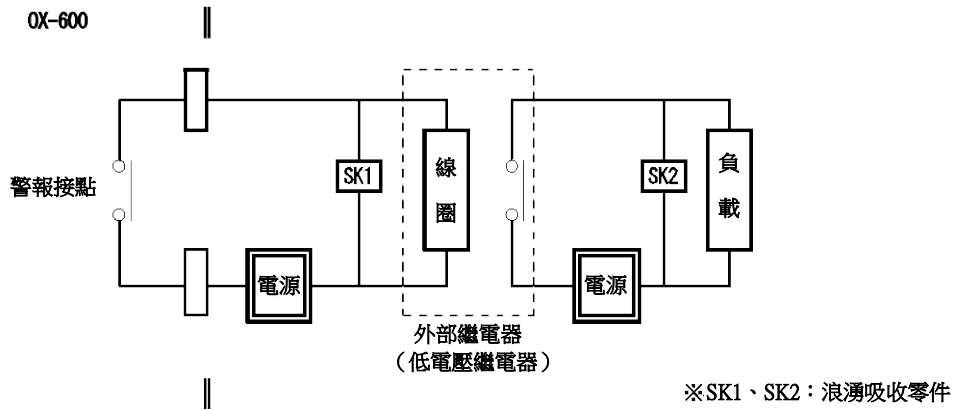 OX-600
警報接點
SK1
線圈
SK2
負載
電源
電源
外部繼電器
（低電壓繼電器）
※SK1、SK2：浪湧吸收零件